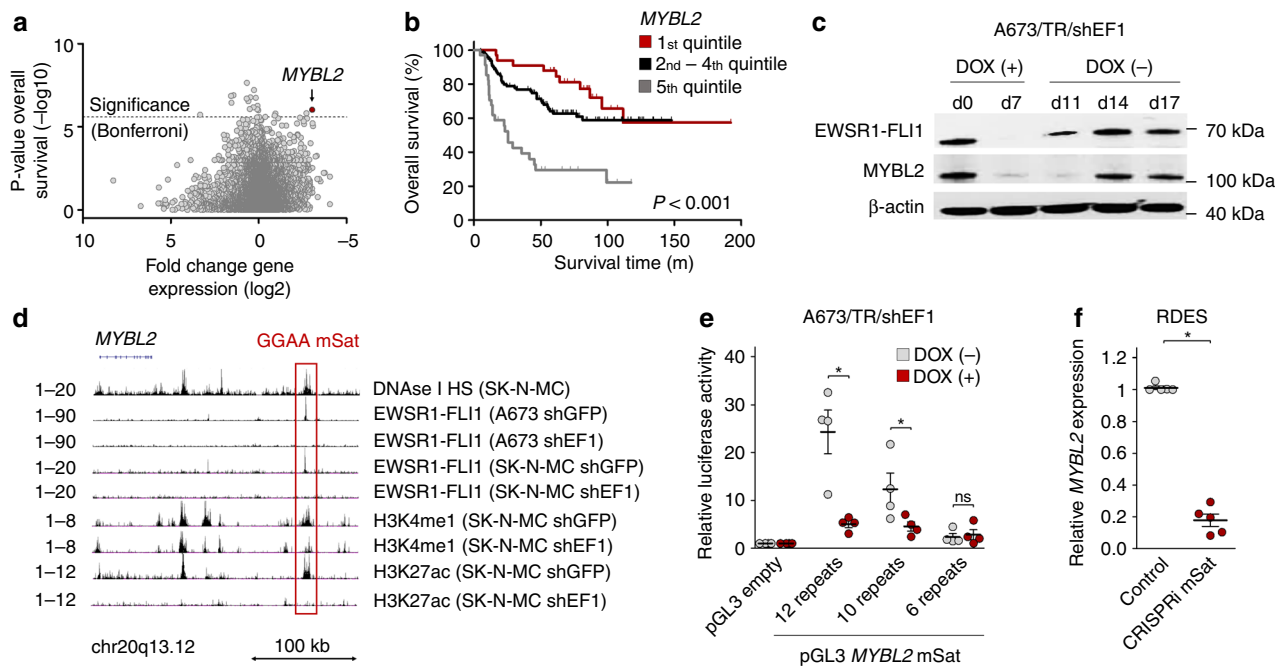 a
P-value overall
survival (–log10)
10
5
0
MYBL2
Significance
(Bonferroni)
10
5
0
–5
Fold change gene
expression (log2)
b
MYBL2
1st quintile
2nd – 4th quintile
5th quintile
Overall survival (%)
100
80
60
40
20
0
P < 0.001
0
50
100
150
200
Survival time (m)
c
A673/TR/shEF1
DOX (+)
DOX (–)
d0
d7
d11
d14
d17
EWSR1-FLI1
70 kDa
MYBL2
100 kDa
β-actin
40 kDa
d
MYBL2
GGAA mSat
1–20
DNAse I HS (SK-N-MC)
1–90
EWSR1-FLI1 (A673 shGFP)
1–90
EWSR1-FLI1 (A673 shEF1)
1–20
EWSR1-FLI1 (SK-N-MC shGFP)
1–20
EWSR1-FLI1 (SK-N-MC shEF1)
1–8
H3K4me1 (SK-N-MC shGFP)
1–8
H3K4me1 (SK-N-MC shEF1)
1–12
H3K27ac (SK-N-MC shGFP)
1–12
H3K27ac (SK-N-MC shEF1)
chr20q13.12
100 kb
e
A673/TR/shEF1
DOX (–)
DOX (+)
Relative luciferase activity
40
30
20
10
0
*
*
ns
pGL3 empty
12 repeats
10 repeats
6 repeats
pGL3 MYBL2 mSat
f
RDES
*
Relative MYBL2 expression
1.2
1
0.8
0.6
0.4
0.2
0.0
Control
CRISPRi mSat